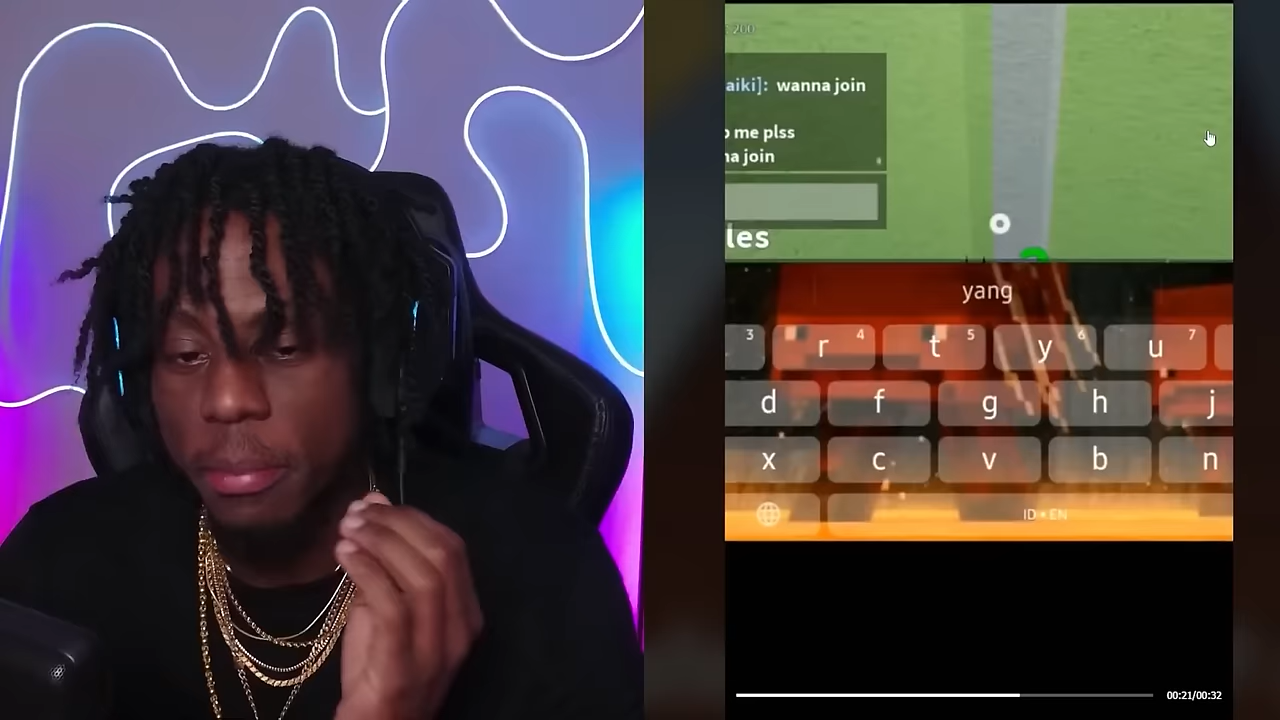 : 200
aiki]: wanna join
o me plss
na join
les
yang
3 r 4 t 5 y 6 u 7
d f g h j
x c v b n
ID • EN
00:21/00:32